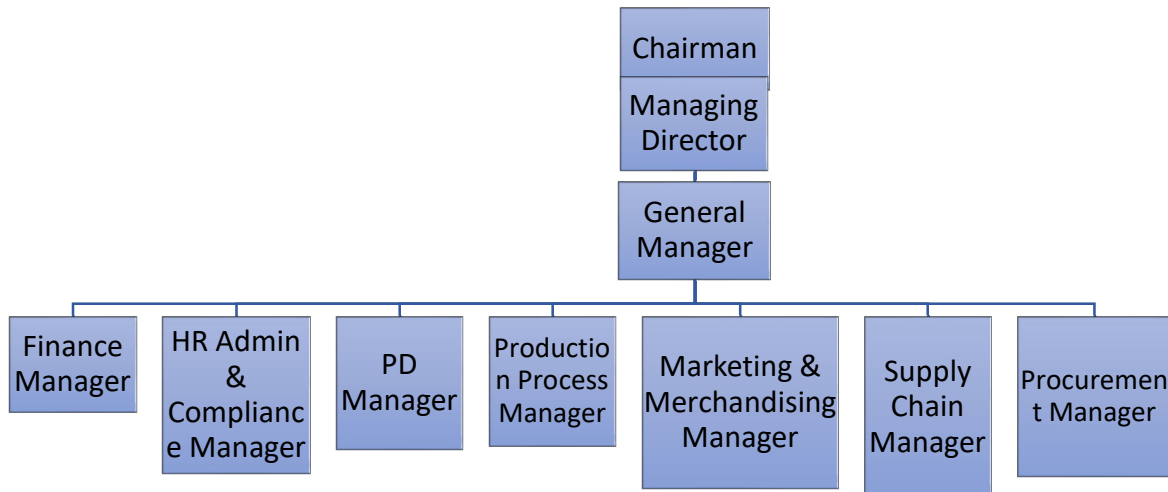 Chairman
Managing
Director
General
Manager
Finance
Manager
HR Admin
&
Complianc
e Manager
PD
Manager
Productio
n Process
Manager
Marketing &
Merchandising
Manager
Supply
Chain
Manager
Procuremen
t Manager